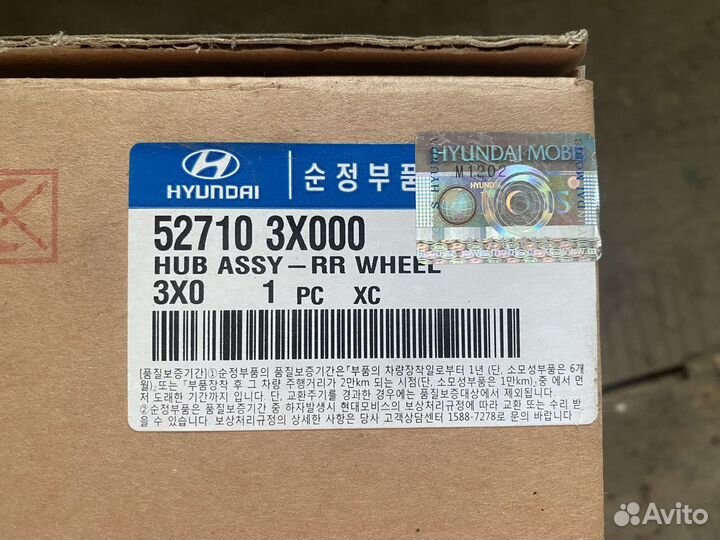 HYUNDAI
순정부품
HYUNDAI MOBIS
M1202
HYUNDAI
52710 3X000
HUB ASSY-RR WHEEL
3X0 1 PC XC
[품질보증기간]①순정부품의 품질보증기간은「부품의 차량장착일로부터 1년 (단, 소모성부품은 6개
월)」또는 「부품장착 후 그 차량 주행거리가 2만km 되는 시점(단, 소모성부품은 1만km)」중 에서 먼
저 도래한 기간까지 입니다. 단, 교환주기를 경과한 경우에는 품질보증대상에서 제외됩니다.
②순정부품은 품질보증기간 중 하자발생시 현대모비스의 보상처리규정에 따라 교환 또는 수리 받
을 수 있습니다. 보상처리규정의 상세한 사항은 당사 고객상담센터 1588-7278로 문의 바랍니다
Avito